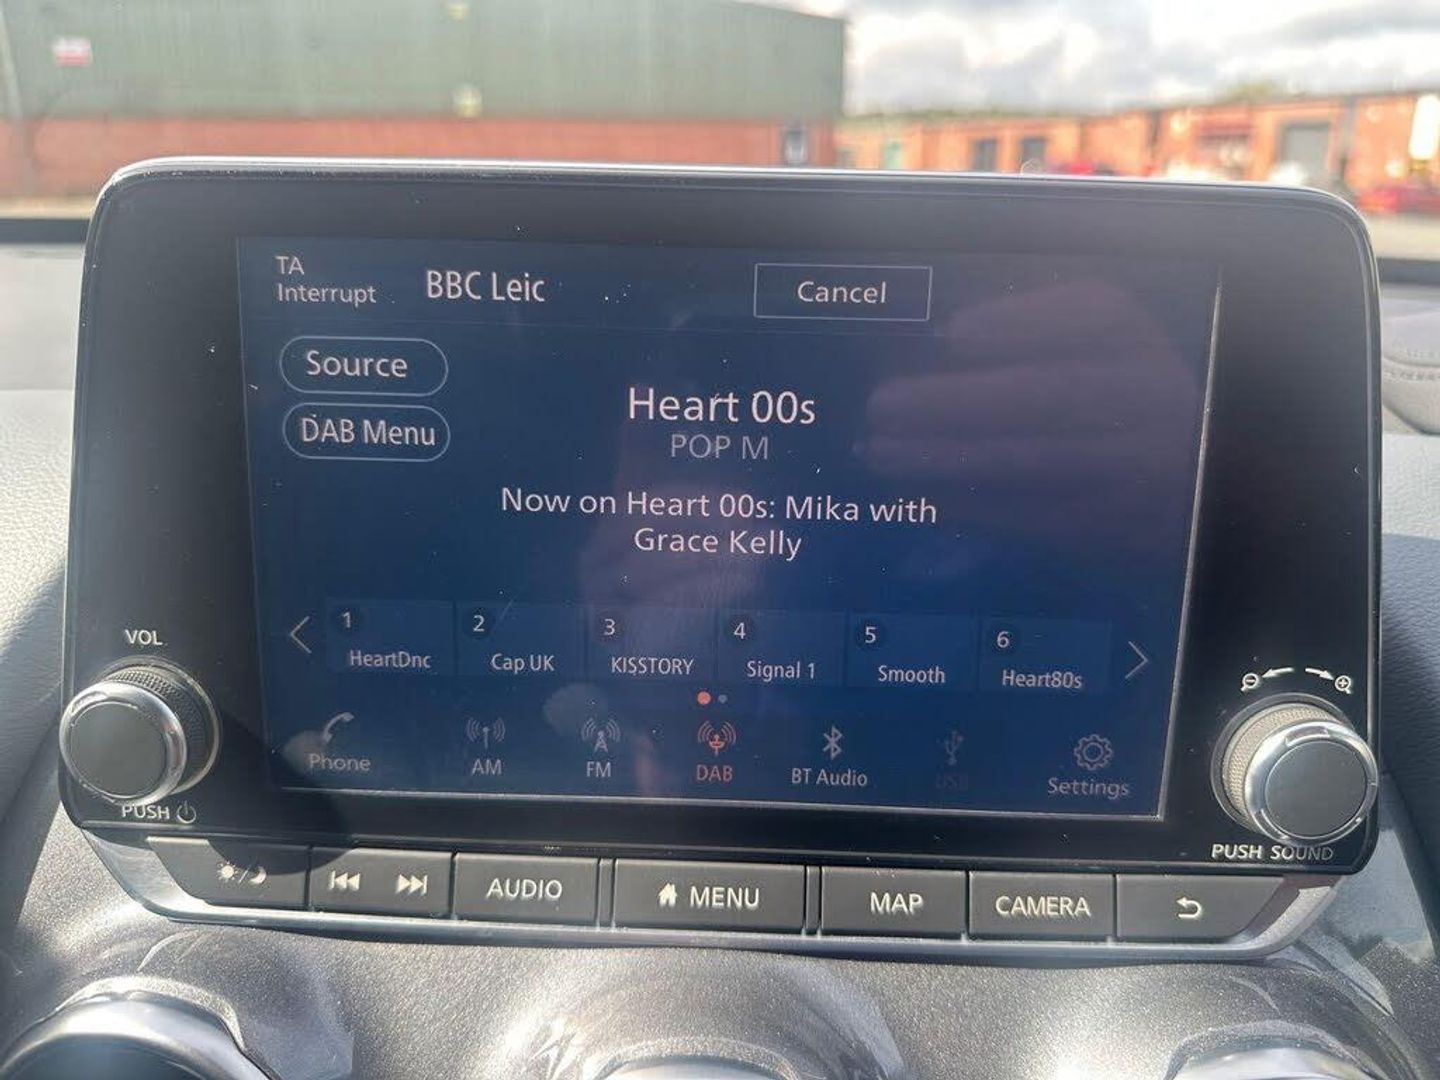 TA
Interrupt
BBC Leic
Cancel
Source
DAB Menu
Heart 00s
POP M
Now on Heart 00s: Mika with
Grace Kelly
1
HeartDnc
2
Cap UK
3
KISSTORY
4
Signal 1
5
Smooth
6
Heart80s
Phone
AM
FM
DAB
BT Audio
USB
Settings
VOL
PUSH
PUSH SOUND
AUDIO
MENU
MAP
CAMERA